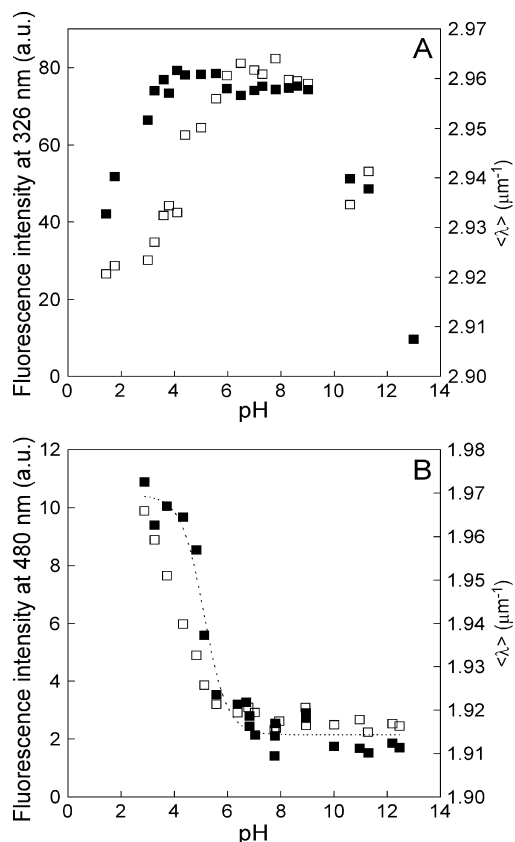 A
Fluorescence intensity at 326 nm (a.u.)
80
60
40
20
0
2.97
2.96
2.95
2.94
2.93
2.92
2.91
2.90
<λ> (μm⁻¹)
0 2 4 6 8 10 12 14
pH
B
Fluorescence intensity at 480 nm (a.u.)
12
10
8
6
4
2
0
1.98
1.97
1.96
1.95
1.94
1.93
1.92
1.91
1.90
<λ> (μm⁻¹)
0 2 4 6 8 10 12 14
pH